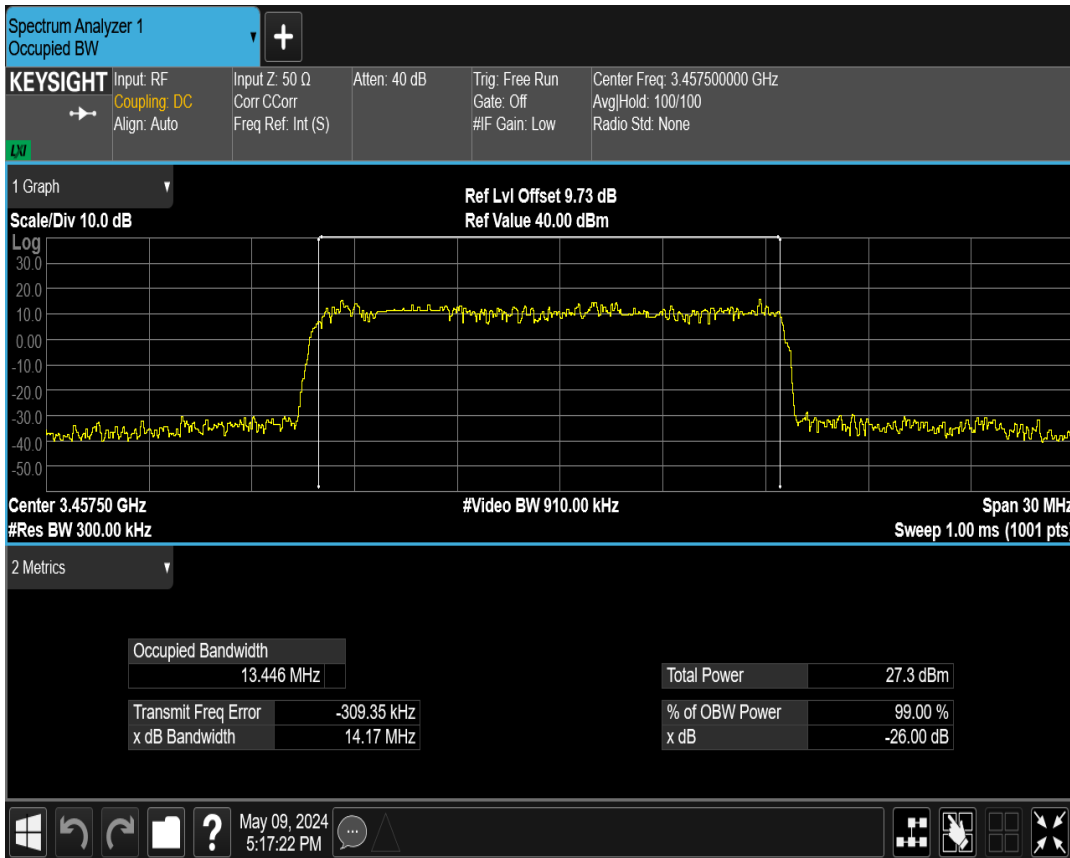 Spectrum Analyzer 1
Occupied BW
+
KEYSIGHT
LXI
Input: RF
Coupling: DC
Align: Auto
Input Z: 50 Ω
Corr CCorr
Freq Ref: Int (S)
Atten: 40 dB
Trig: Free Run
Gate: Off
#IF Gain: Low
Center Freq: 3.457500000 GHz
Avg|Hold: 100/100
Radio Std: None
1 Graph
Scale/Div 10.0 dB
Ref Lvl Offset 9.73 dB
Ref Value 40.00 dBm
Log
30.0
20.0
10.0
0.00
-10.0
-20.0
-30.0
-40.0
-50.0
Center 3.45750 GHz
#Video BW 910.00 kHz
Span 30 MHz
#Res BW 300.00 kHz
Sweep 1.00 ms (1001 pts)
2 Metrics
Occupied Bandwidth
13.446 MHz
Total Power 27.3 dBm
Transmit Freq Error -309.35 kHz
% of OBW Power 99.00 %
x dB Bandwidth 14.17 MHz
x dB -26.00 dB
?
May 09, 2024
5:17:22 PM